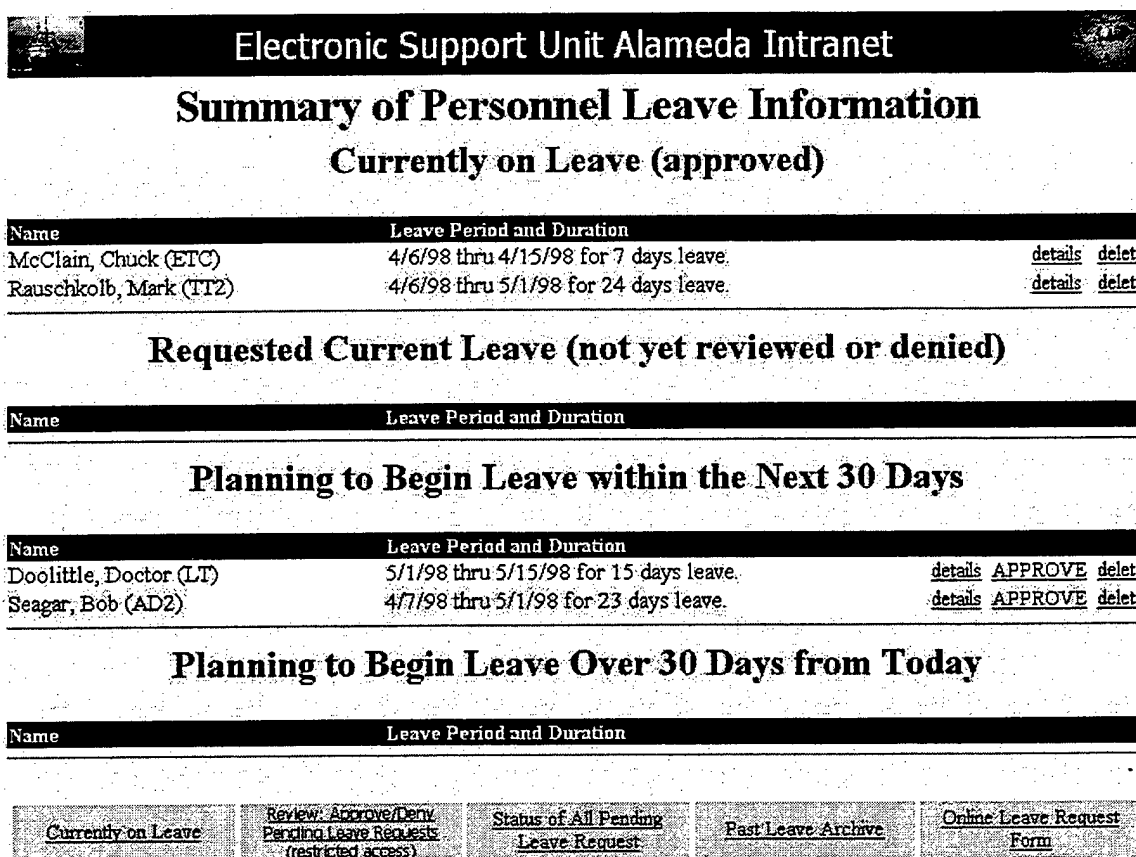 Electronic Support Unit Alameda Intranet
Summary of Personnel Leave Information
Currently on Leave (approved)
Name Leave Period and Duration
McClain, Chuck (ETC) 4/6/98 thru 4/15/98 for 7 days leave. details delet
Rauschkolb, Mark (TT2) 4/6/98 thru 5/1/98 for 24 days leave. details delet
Requested Current Leave (not yet reviewed or denied)
Name Leave Period and Duration
Planning to Begin Leave within the Next 30 Days
Name Leave Period and Duration
Doolittle, Doctor (LT) 5/1/98 thru 5/15/98 for 15 days leave. details APPROVE delet
Seagar, Bob (AD2) 4/7/98 thru 5/1/98 for 23 days leave. details APPROVE delet
Planning to Begin Leave Over 30 Days from Today
Name Leave Period and Duration
Currently on Leave
Review: Approve/Deny
Pending Leave Requests
(restricted access)
Status of All Pending
Leave Request
Past Leave Archive
Online Leave Request
Form